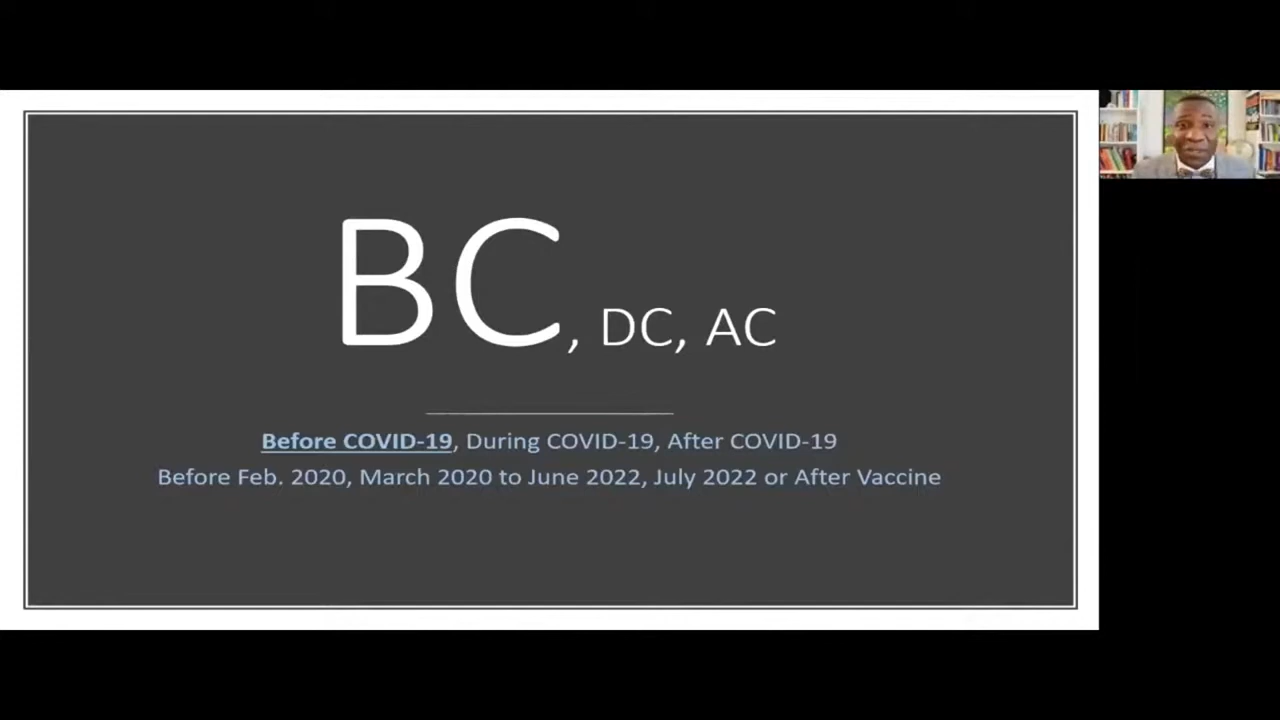 BC, DC, AC
Before COVID-19, During COVID-19, After COVID-19
Before Feb. 2020, March 2020 to June 2022, July 2022 or After Vaccine